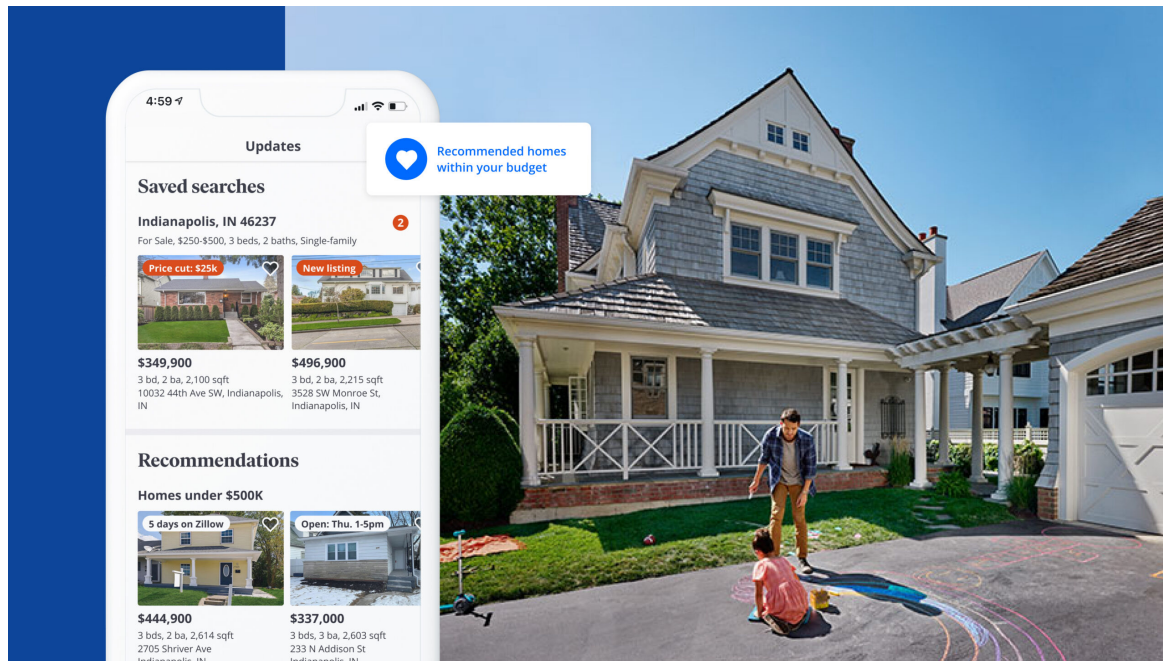 4:59
Updates
Recommended homes
within your budget
Saved searches
Indianapolis, IN 46237
2
For Sale, $250-$500, 3 beds, 2 baths, Single-family
Price cut: $25k
New listing
$349,900
3 bd, 2 ba, 2,100 sqft
10032 44th Ave SW, Indianapolis,
IN
$496,900
3 bd, 2 ba, 2,215 sqft
3528 SW Monroe St,
Indianapolis, IN
Recommendations
Homes under $500K
5 days on Zillow
Open: Thu. 1-5pm
$444,900
3 bds, 2 ba, 2,614 sqft
2705 Shriver Ave
Indianapolis, IN
$337,000
3 bds, 3 ba, 2,603 sqft
233 N Addison St
Indianapolis, IN